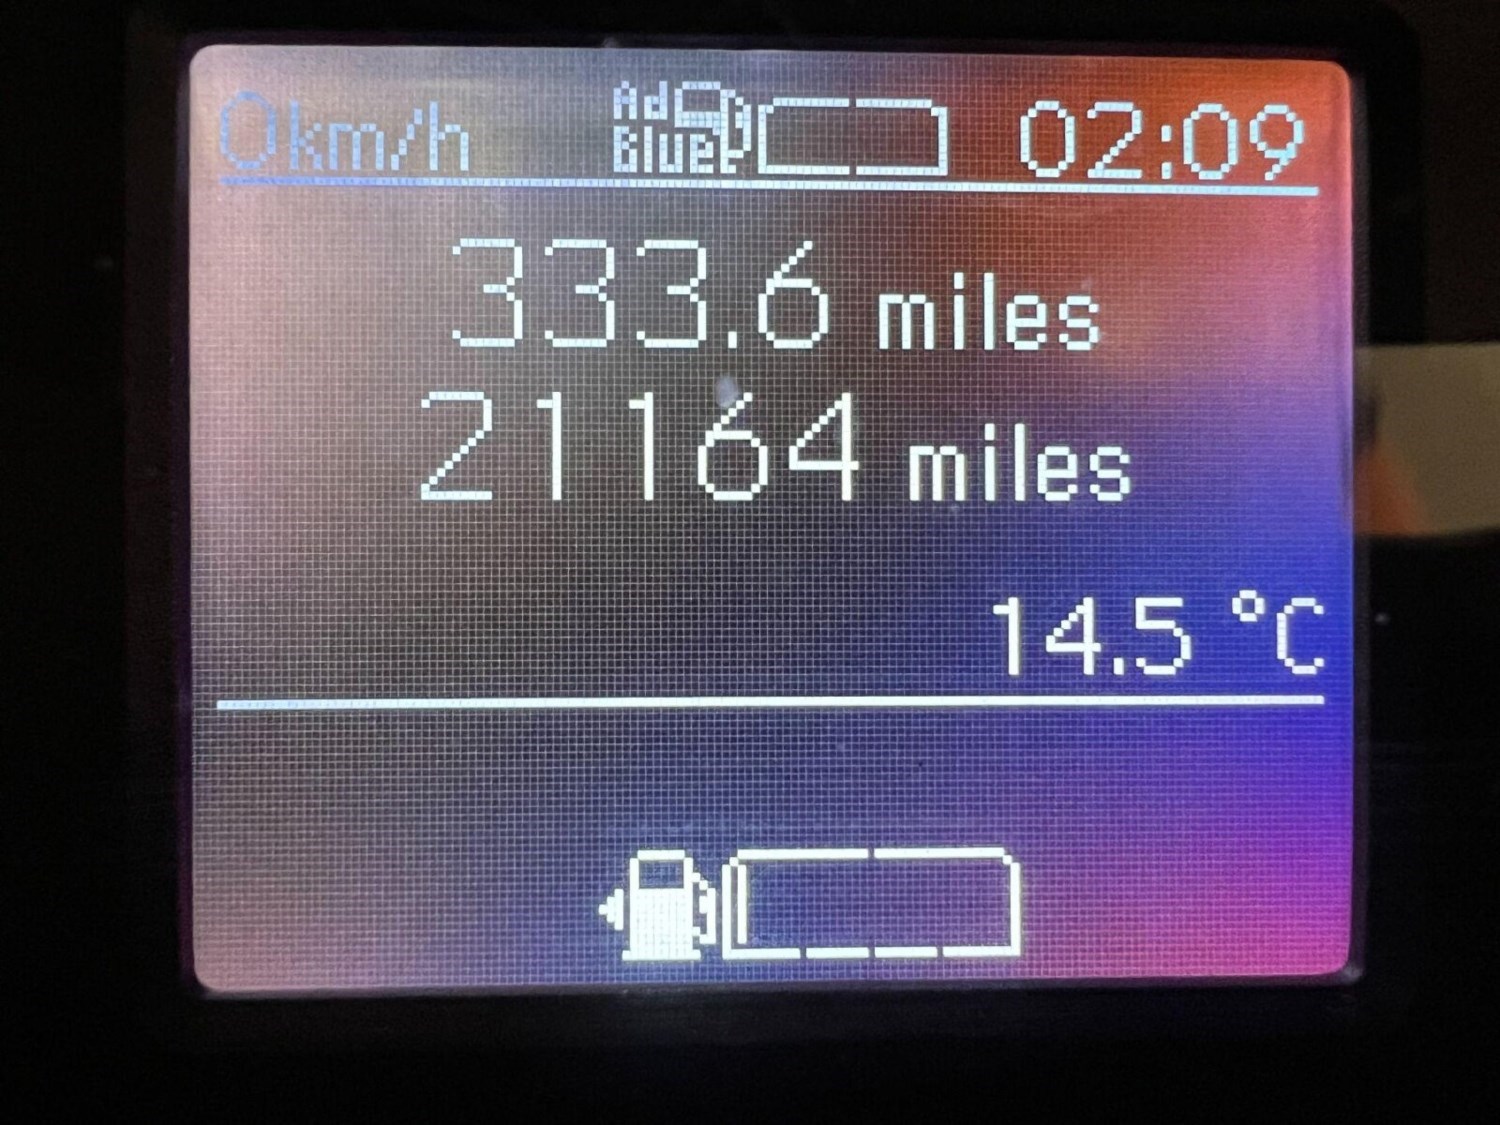 0km/h Ad Blue 02:09
333.6 miles
21164 miles
14.5 °C